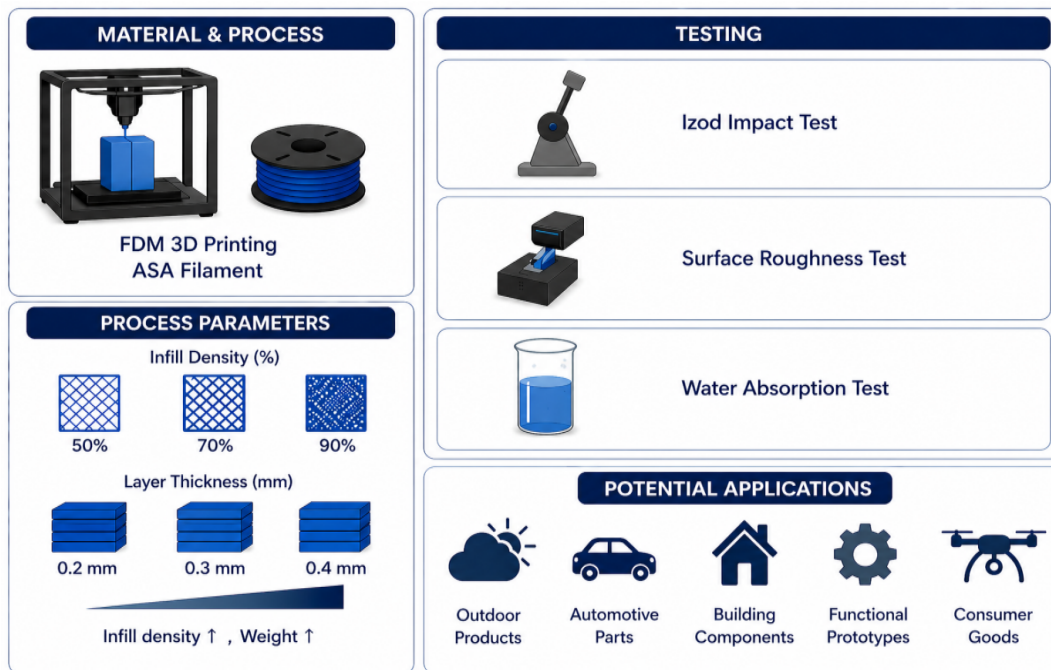 MATERIAL & PROCESS
FDM 3D Printing
ASA Filament
PROCESS PARAMETERS
Infill Density (%)
50% 70% 90%
Layer Thickness (mm)
0.2 mm 0.3 mm 0.4 mm
Infill density ↑ , Weight ↑
TESTING
Izod Impact Test
Surface Roughness Test
Water Absorption Test
POTENTIAL APPLICATIONS
Outdoor Products
Automotive Parts
Building Components
Functional Prototypes
Consumer Goods